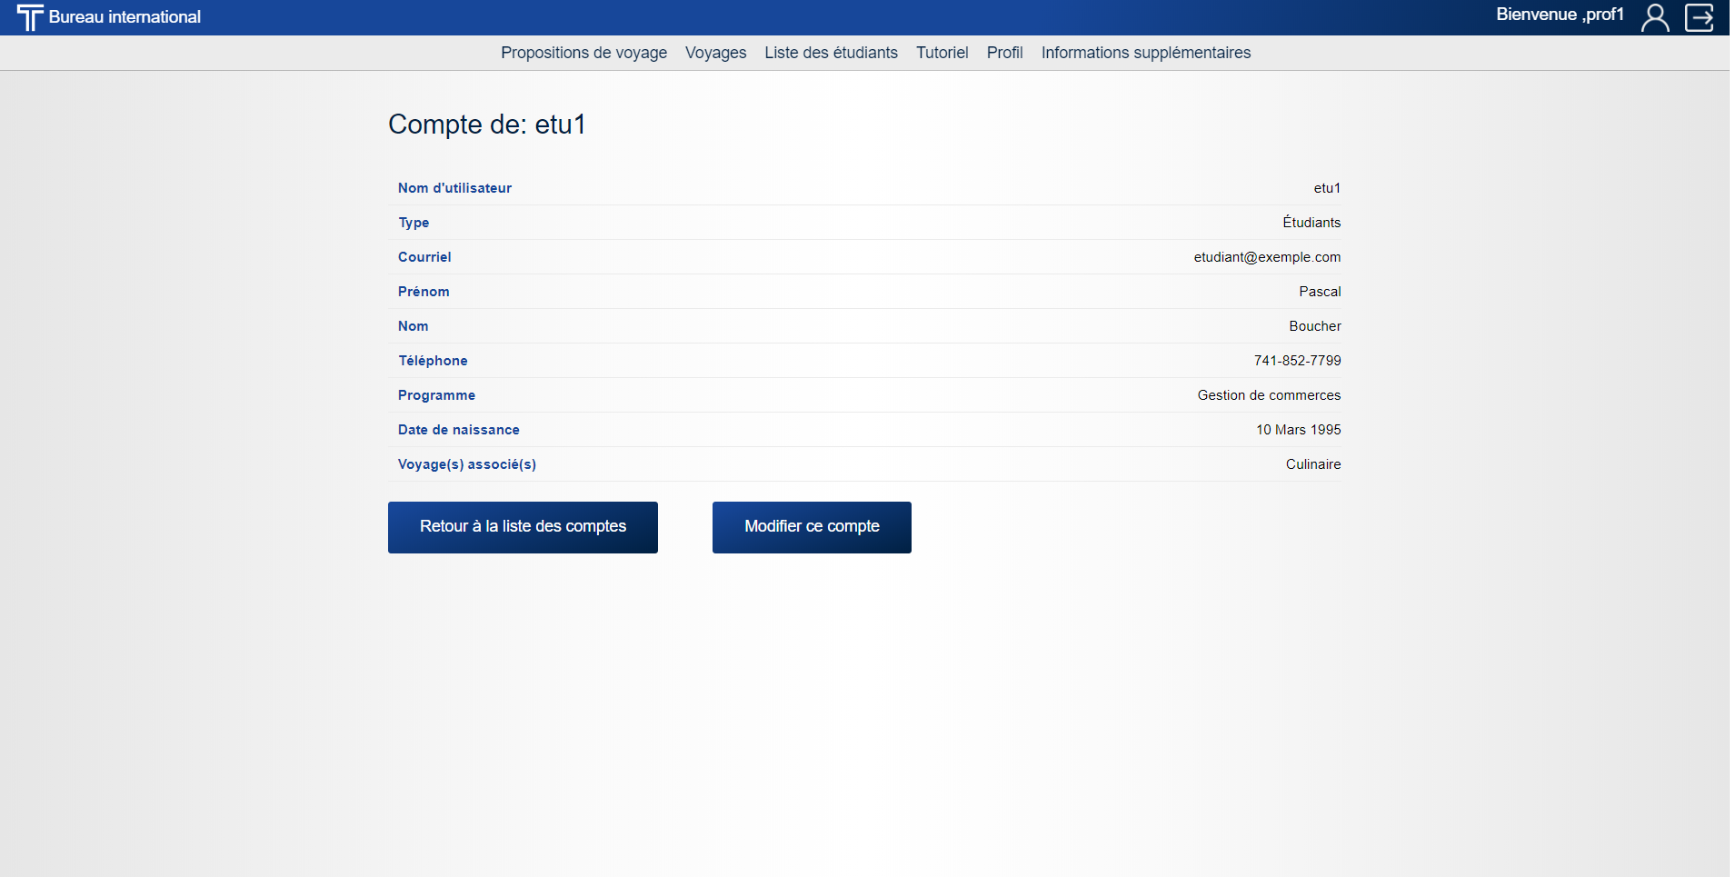 Bureau international
Bienvenue ,prof1
Propositions de voyage Voyages Liste des étudiants Tutoriel Profil Informations supplémentaires
Compte de: etu1
Nom d'utilisateur etu1
Type Étudiants
Courriel etudiant@exemple.com
Prénom Pascal
Nom Boucher
Téléphone 741-852-7799
Programme Gestion de commerces
Date de naissance 10 Mars 1995
Voyage(s) associé(s) Culinaire
Retour à la liste des comptes Modifier ce compte